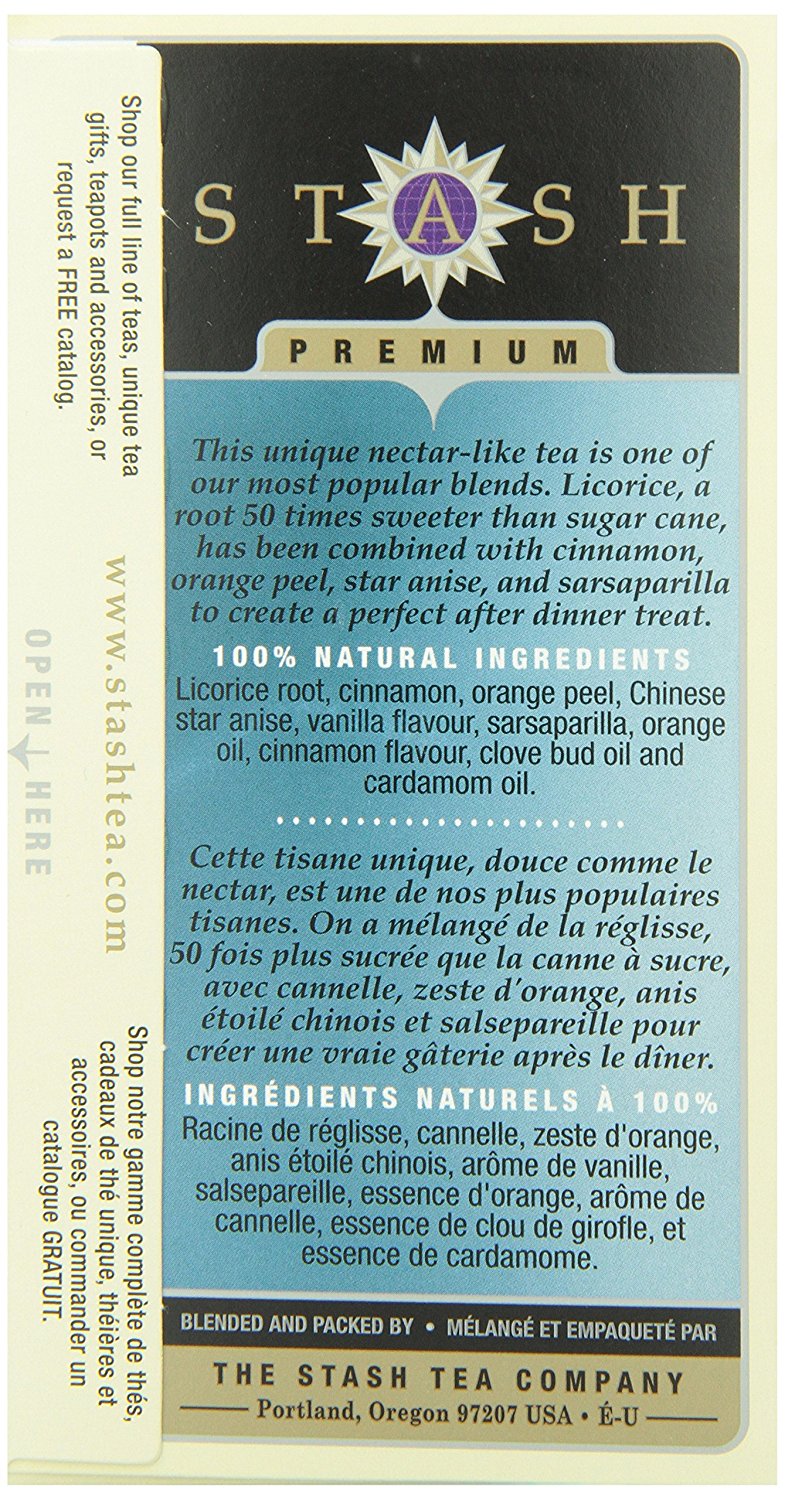 STASH
PREMIUM
This unique nectar-like tea is one of
our most popular blends. Licorice, a
root 50 times sweeter than sugar cane,
has been combined with cinnamon,
orange peel, star anise, and sarsaparilla
to create a perfect after dinner treat.
100% NATURAL INGREDIENTS
Licorice root, cinnamon, orange peel, Chinese
star anise, vanilla flavour, sarsaparilla, orange
oil, cinnamon flavour, clove bud oil and
cardamom oil.
Cette tisane unique, douce comme le
nectar, est une de nos plus populaires
tisanes. On a mélangé de la réglisse,
50 fois plus sucrée que la canne à sucre,
avec cannelle, zeste d'orange, anis
étoilé chinois et salsepareille pour
créer une vraie gâterie après le dîner.
INGRÉDIENTS NATURELS À 100%
Racine de réglisse, cannelle, zeste d'orange,
anis étoilé chinois, arôme de vanille,
salsepareille, essence d'orange, arôme de
cannelle, essence de clou de girofle, et
essence de cardamome.
BLENDED AND PACKED BY • MÉLANGÉ ET EMPAQUETÉ PAR
THE STASH TEA COMPANY
Portland, Oregon 97207 USA • É-U
Shop our full line of teas, unique tea
gifts, teapots and accessories, or
request a FREE catalog.
www.stashtea.com
OPEN HERE
Shop notre gamme complète de thés,
cadeaux de thé unique, théières et
accessoires, ou commander un
catalogue GRATUIT.